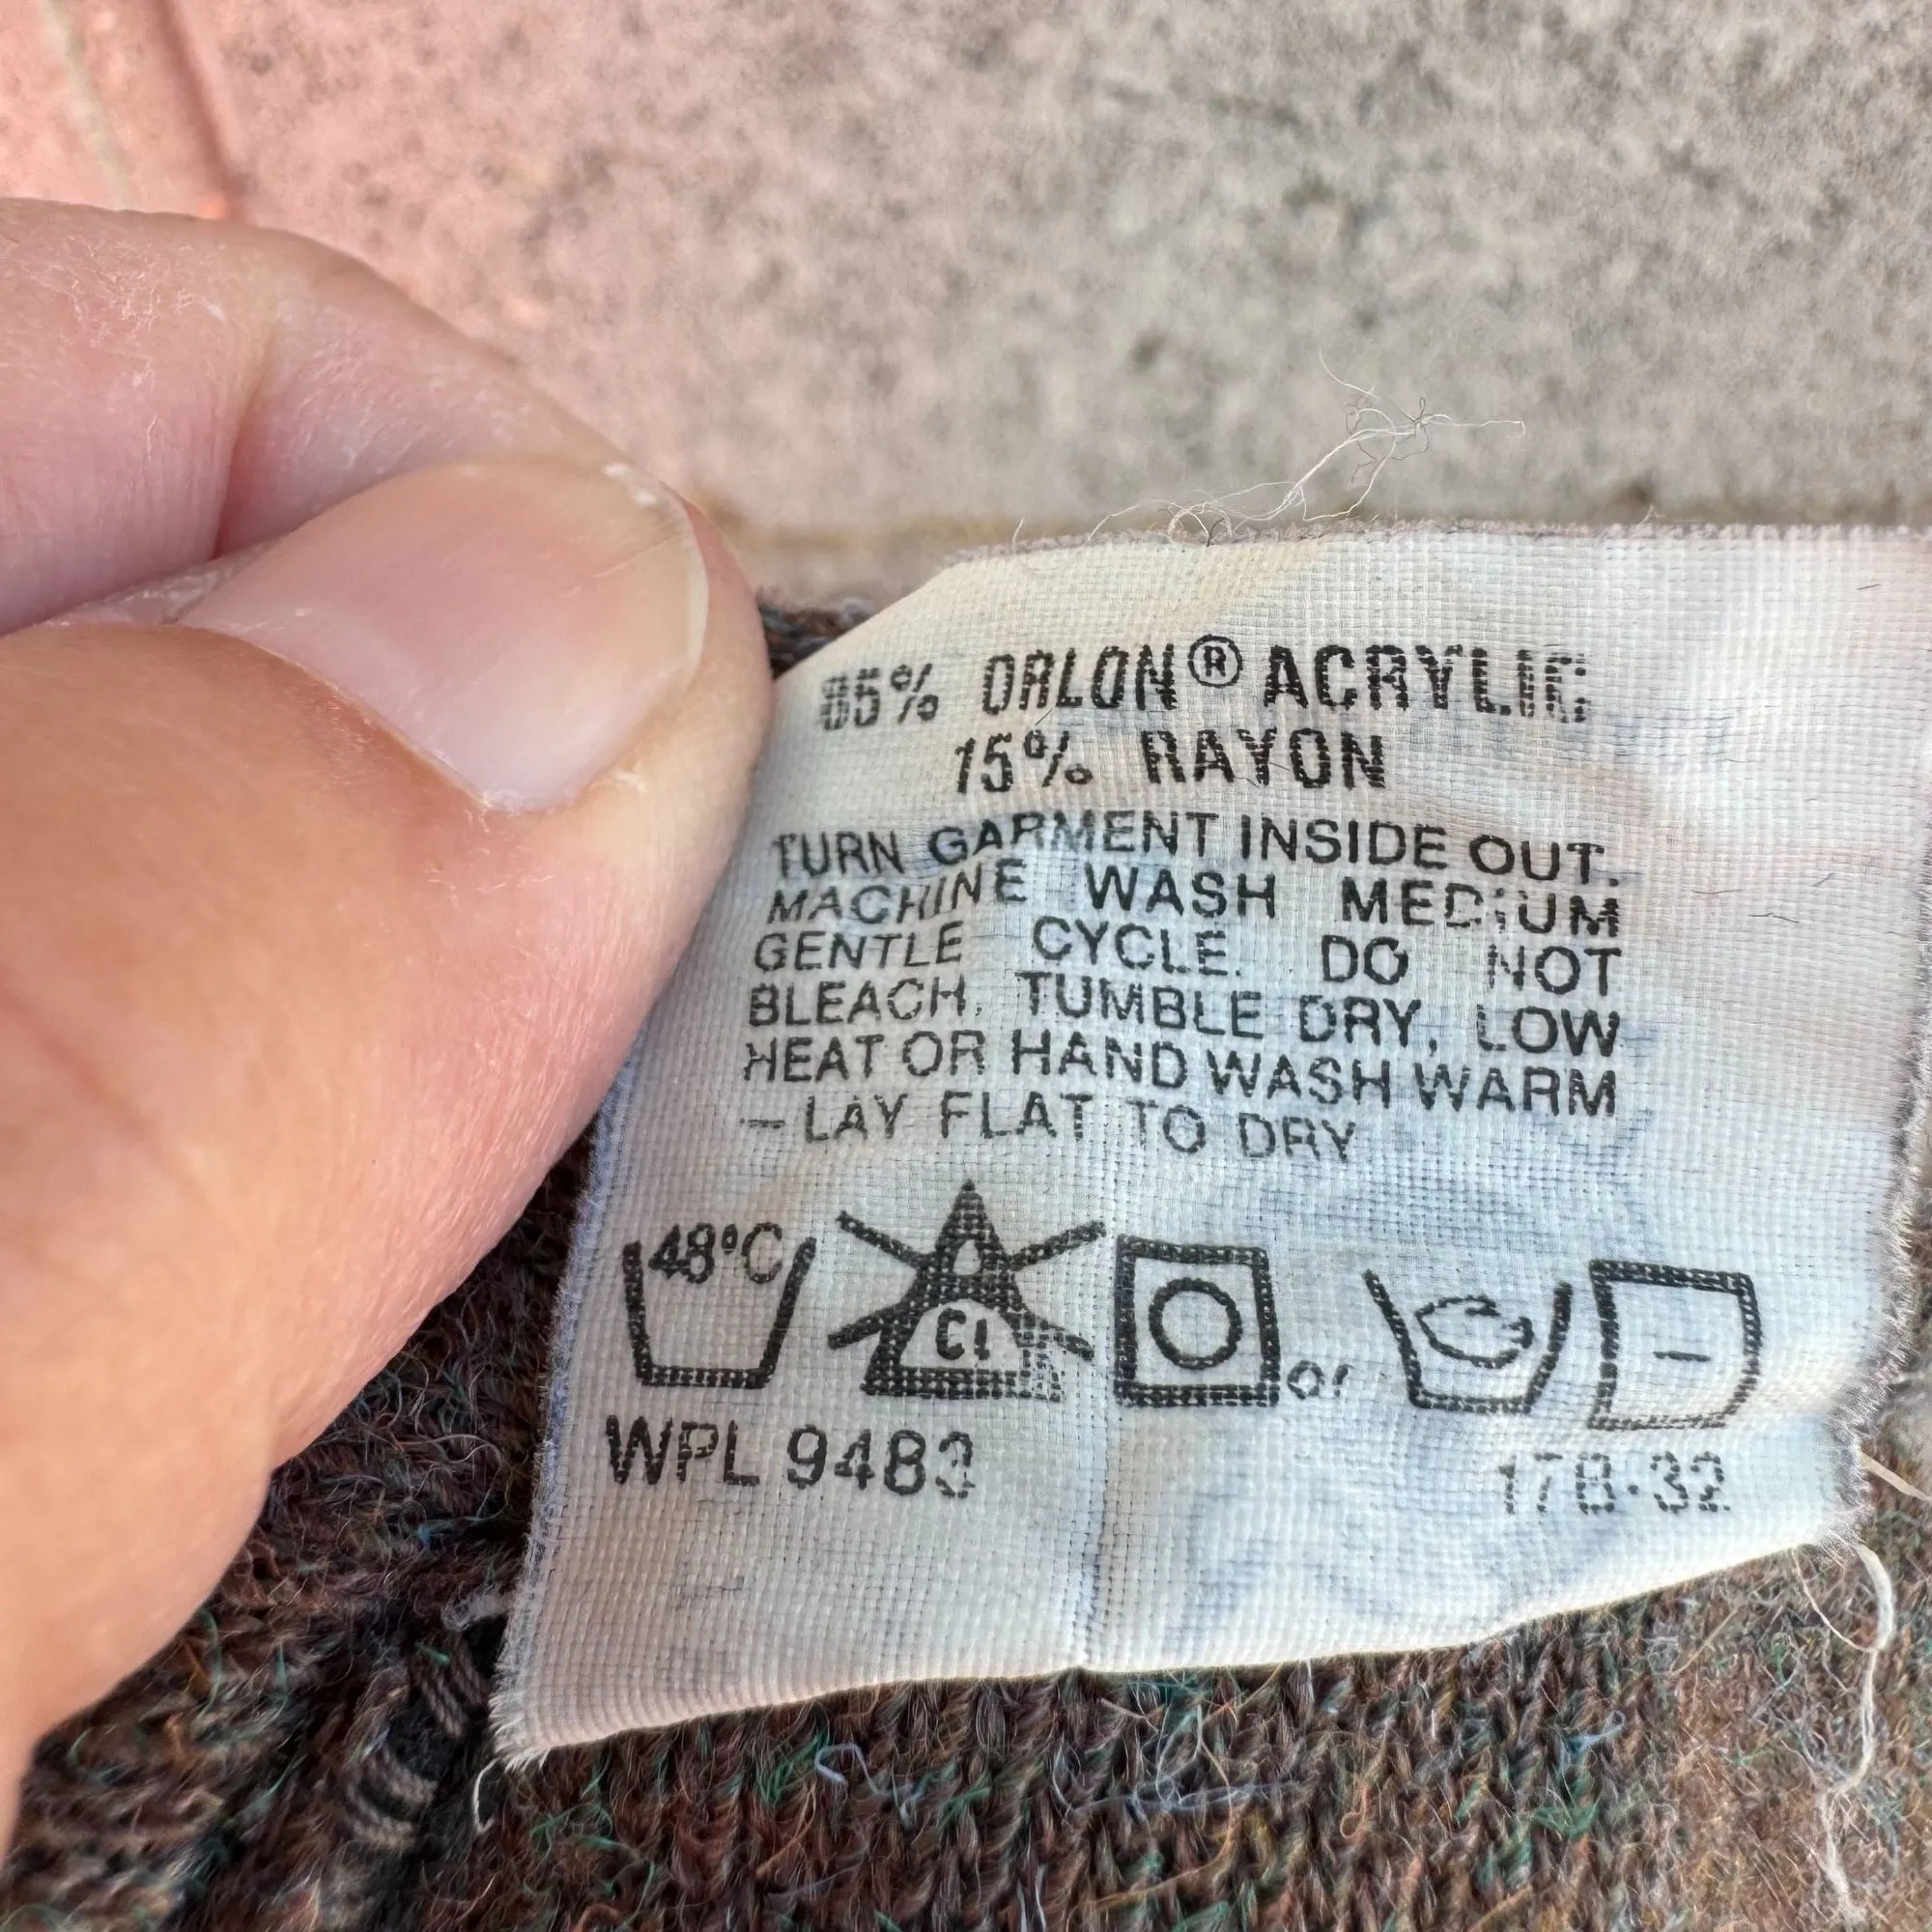 85% ORLON® ACRYLIC
15% RAYON
TURN GARMENT INSIDE OUT.
MACHINE WASH MEDIUM
GENTLE CYCLE. DO NOT
BLEACH. TUMBLE DRY, LOW
HEAT OR HAND WASH WARM
– LAY FLAT TO DRY
48°C
Cl
or
WPL 9483
178·32